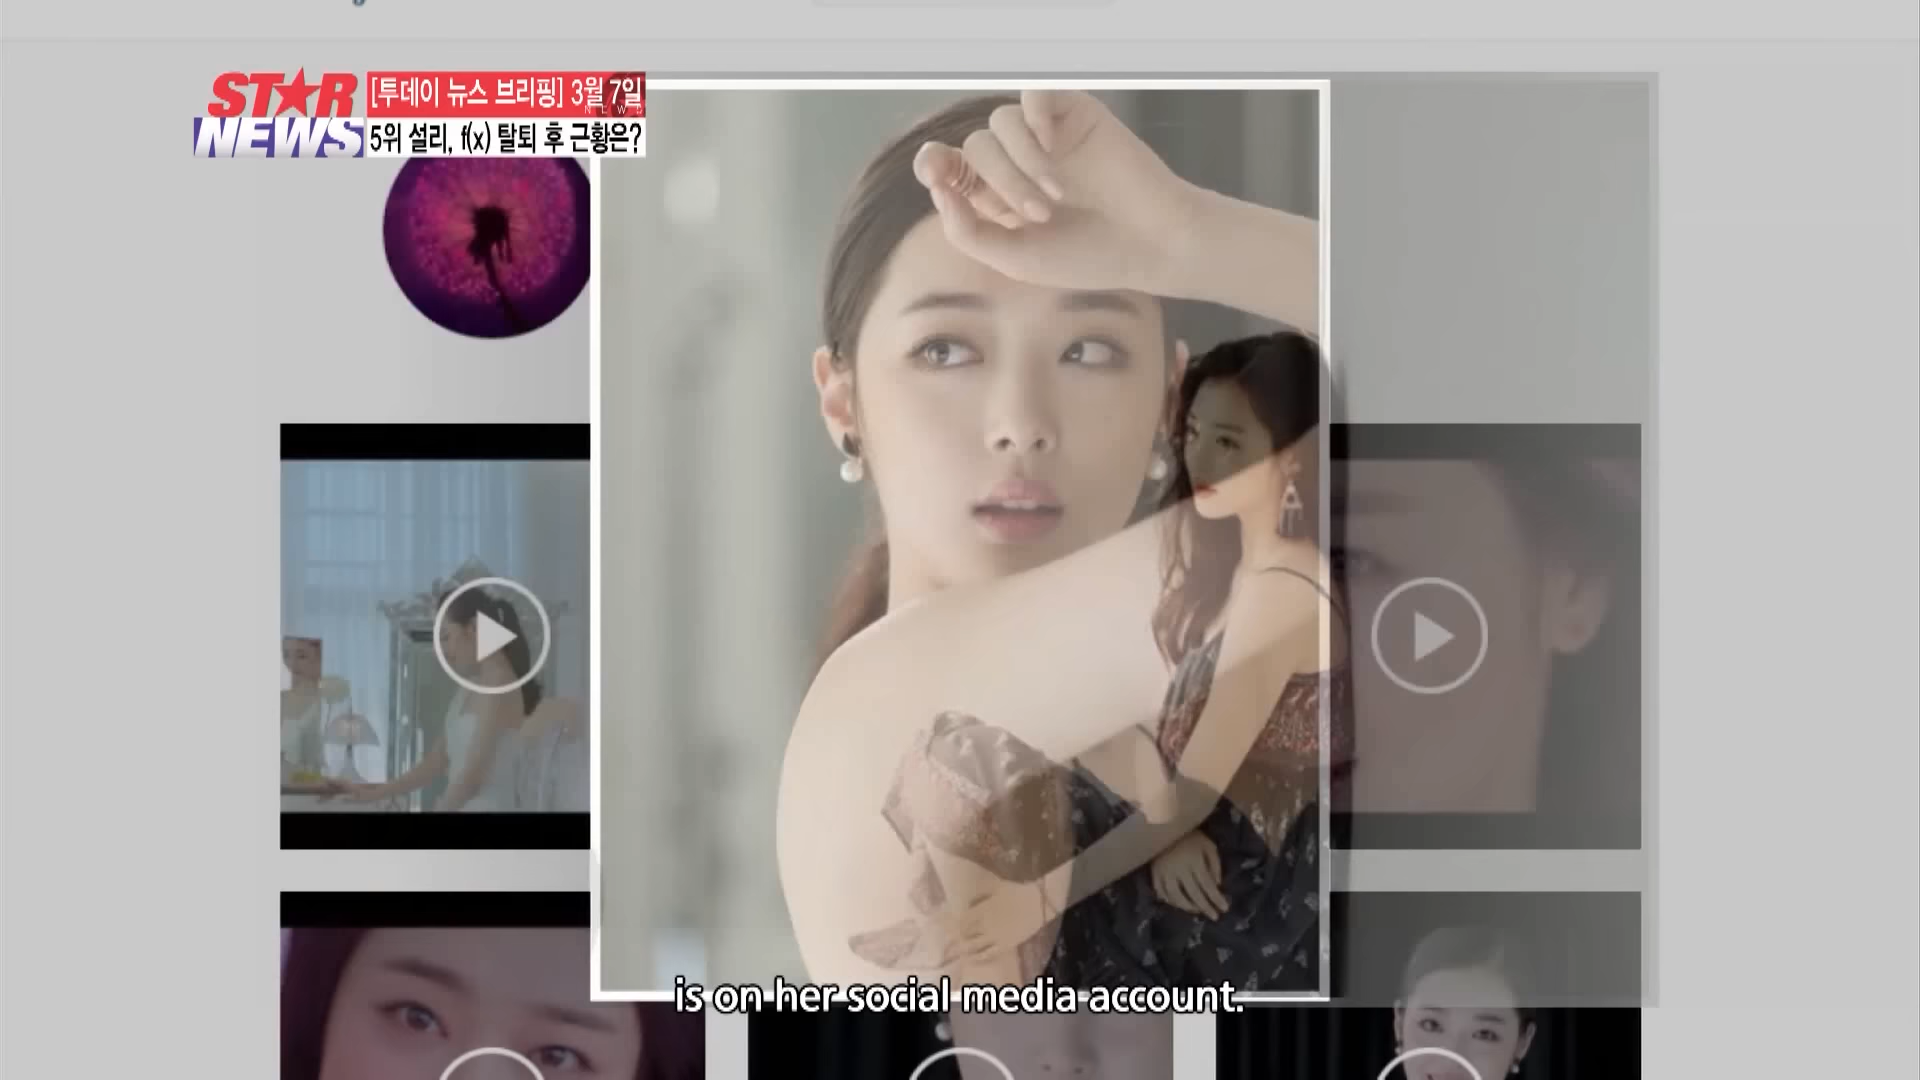 STAR
NEWS
[투데이 뉴스 브리핑] 3월 7일
NEWS
5위 설리, f(x) 탈퇴 후 근황은?
is on her social media account.